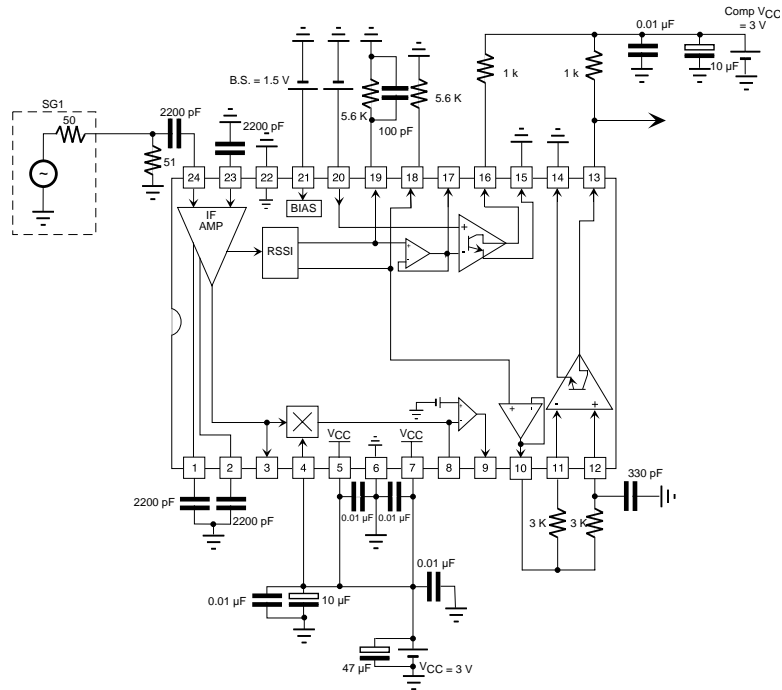 Comp VCC
= 3 V
0.01 µF
10 µF
1 k
1 k
B.S. = 1.5 V
5.6 K
100 pF
5.6 K
SG1
50
2200 pF
2200 pF
51
24
23
22
21
20
19
18
17
16
15
14
13
BIAS
IF
AMP
RSSI
+
-
+
-
+
-
+
-
-
+
VCC
VCC
1
2
3
4
5
6
7
8
9
10
11
12
2200 pF
2200 pF
0.01 µF
0.01 µF
330 pF
3 K
3 K
0.01 µF
0.01 µF
10 µF
47 µF
VCC = 3 V